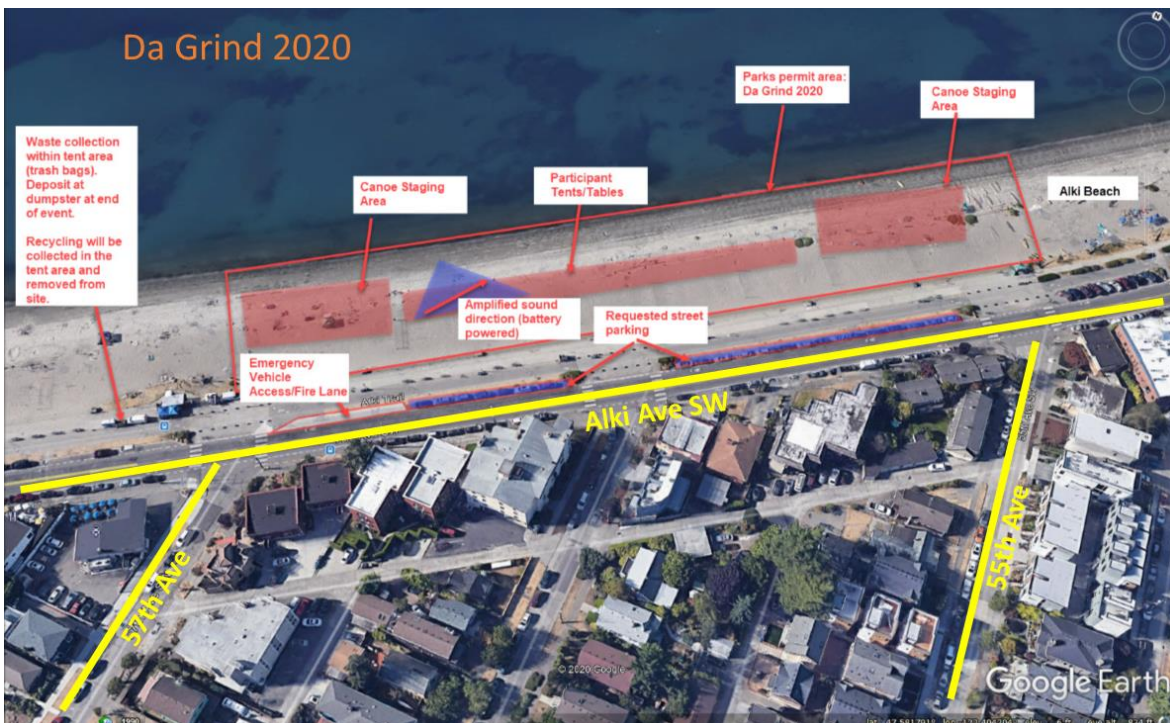 Da Grind 2020
N
Parks permit area:
Da Grind 2020
Canoe Staging
Area
Waste collection
within tent area
(trash bags).
Deposit at
dumpster at end
of event.
Recycling will be
collected in the
tent area and
removed from
site.
Canoe Staging
Area
Participant
Tents/Tables
Alki Beach
Amplified sound
direction (battery
powered)
Requested street
parking
Emergency
Vehicle
Access/Fire Lane
Alki Trail
Alki Ave SW
57th Ave
55th Ave
© 2020 Google
Google Earth
1990